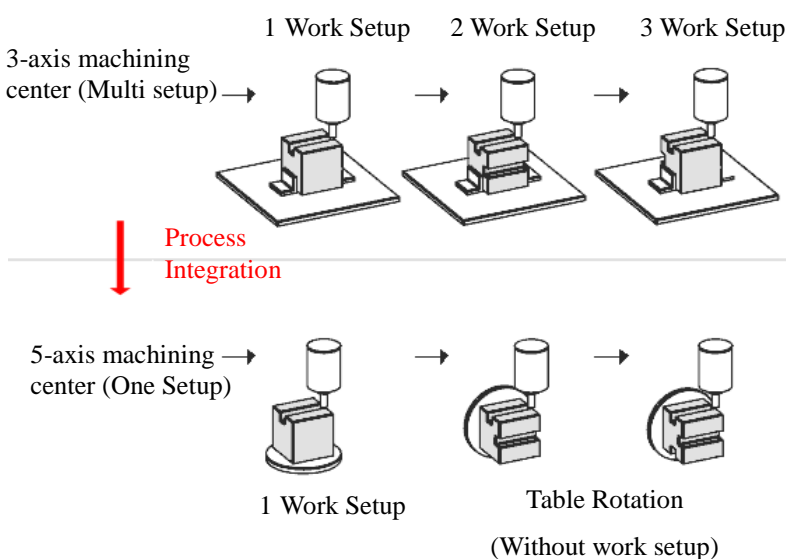 1 Work Setup
2 Work Setup
3 Work Setup
3-axis machining
center (Multi setup)
Process
Integration
5-axis machining
center (One Setup)
1 Work Setup
Table Rotation
(Without work setup)